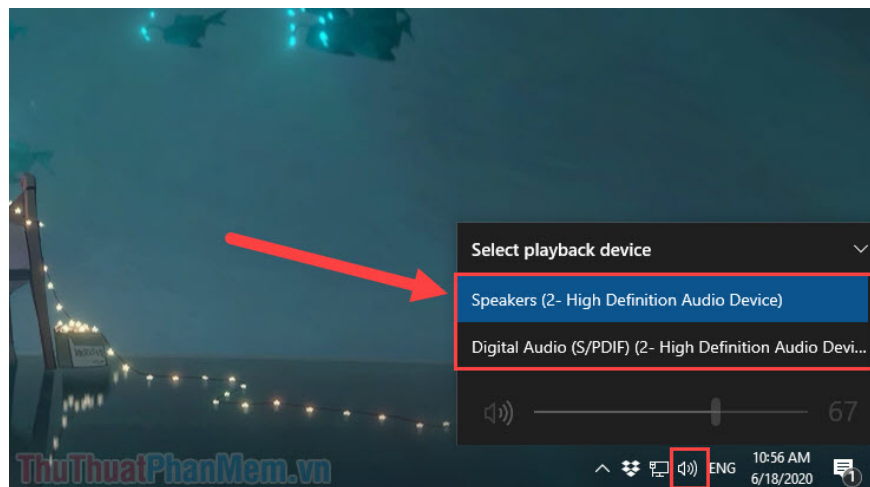 Select playback device
Speakers (2- High Definition Audio Device)
Digital Audio (S/PDIF) (2- High Definition Audio Devi...
67
ENG
10:56 AM
6/18/2020
1
ThuThuatPhanMem.vn